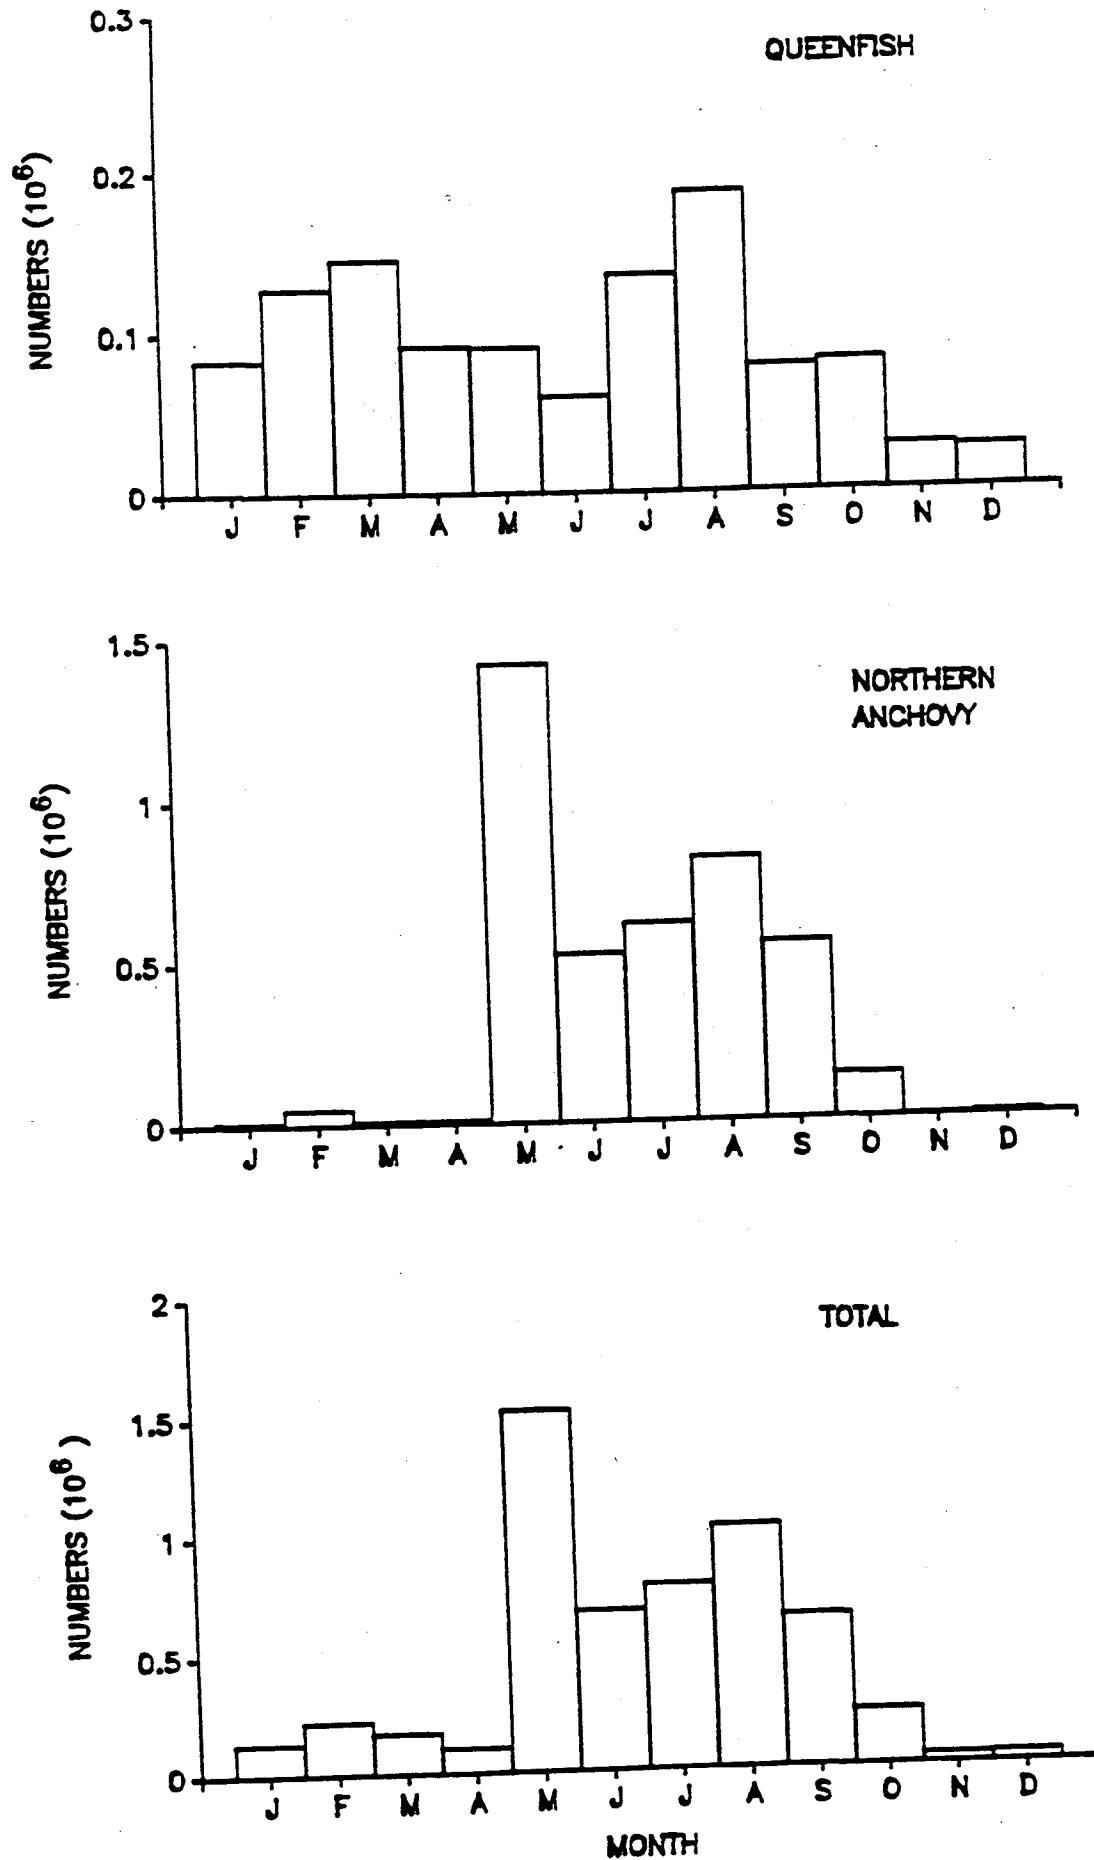 QUEENFISH
NUMBERS (10⁶)
0.3
0.2
0.1
0
J F M A M J J A S O N D
NORTHERN
ANCHOVY
NUMBERS (10⁶)
1.5
1
0.5
0
J F M A M J J A S O N D
TOTAL
NUMBERS (10⁶)
2
1.5
1
0.5
0
J F M A M J J A S O N D
MONTH